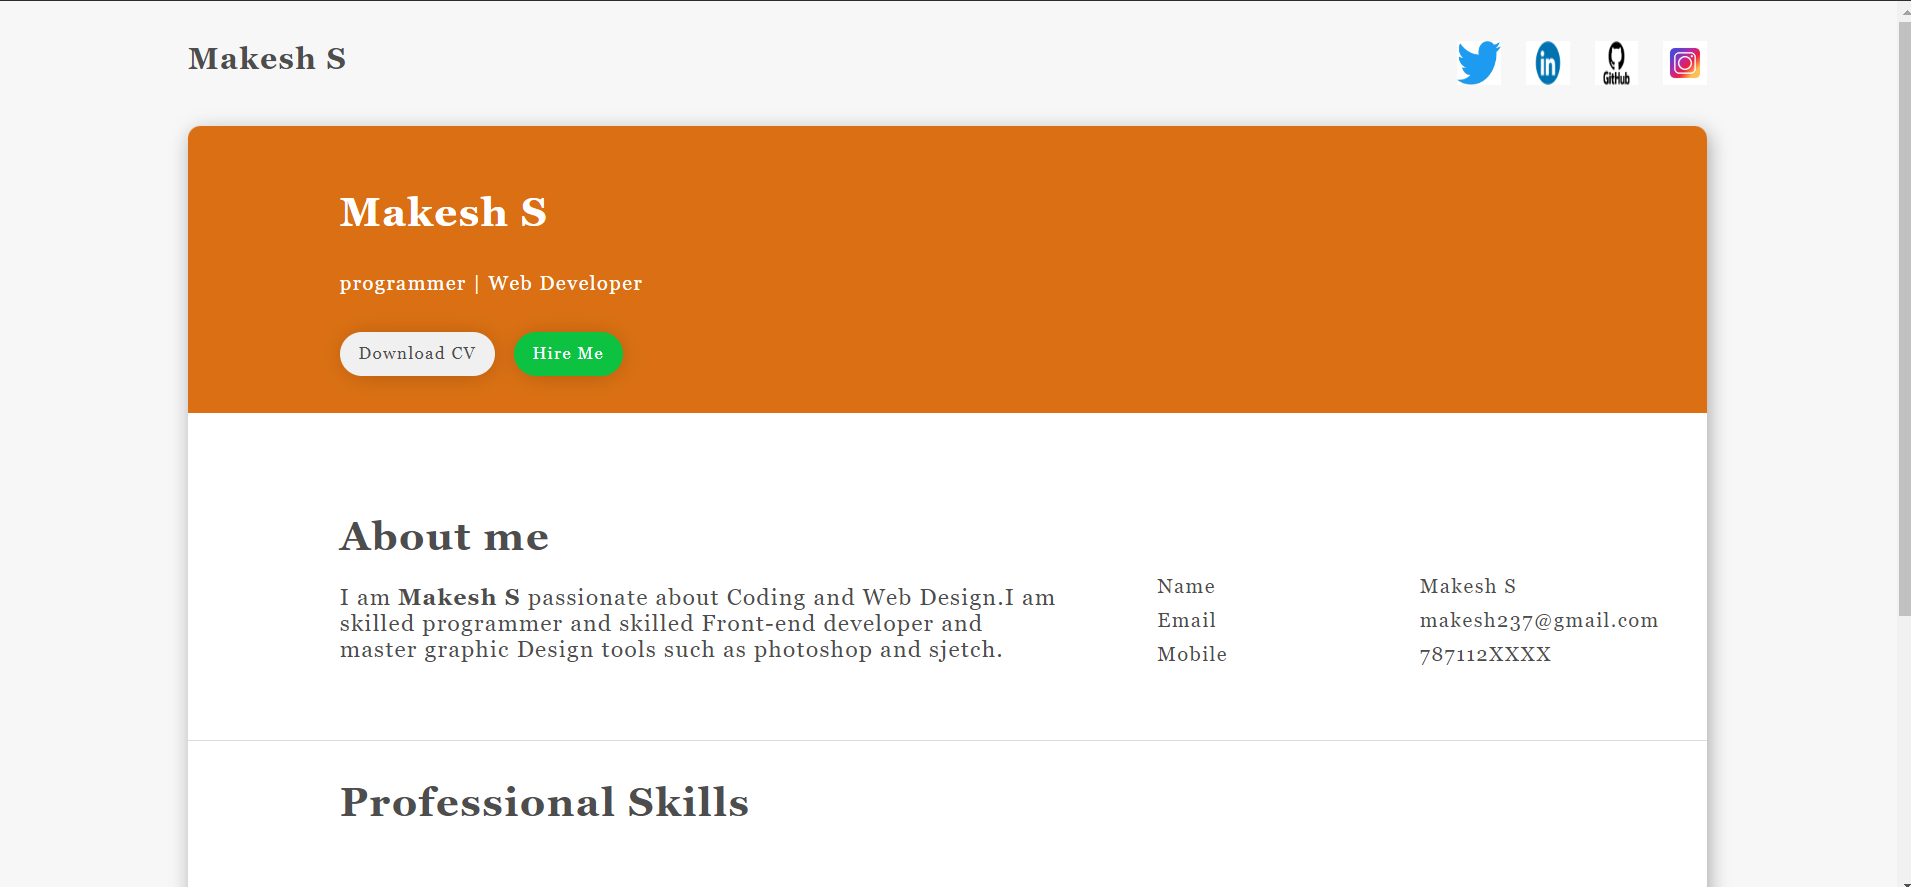 Makesh S
in
GitHub
Makesh S
programmer | Web Developer
Download CV
Hire Me
About me
I am Makesh S passionate about Coding and Web Design.I am
skilled programmer and skilled Front-end developer and
master graphic Design tools such as photoshop and sjetch.
Name Makesh S
Email makesh237@gmail.com
Mobile 787112XXXX
Professional Skills